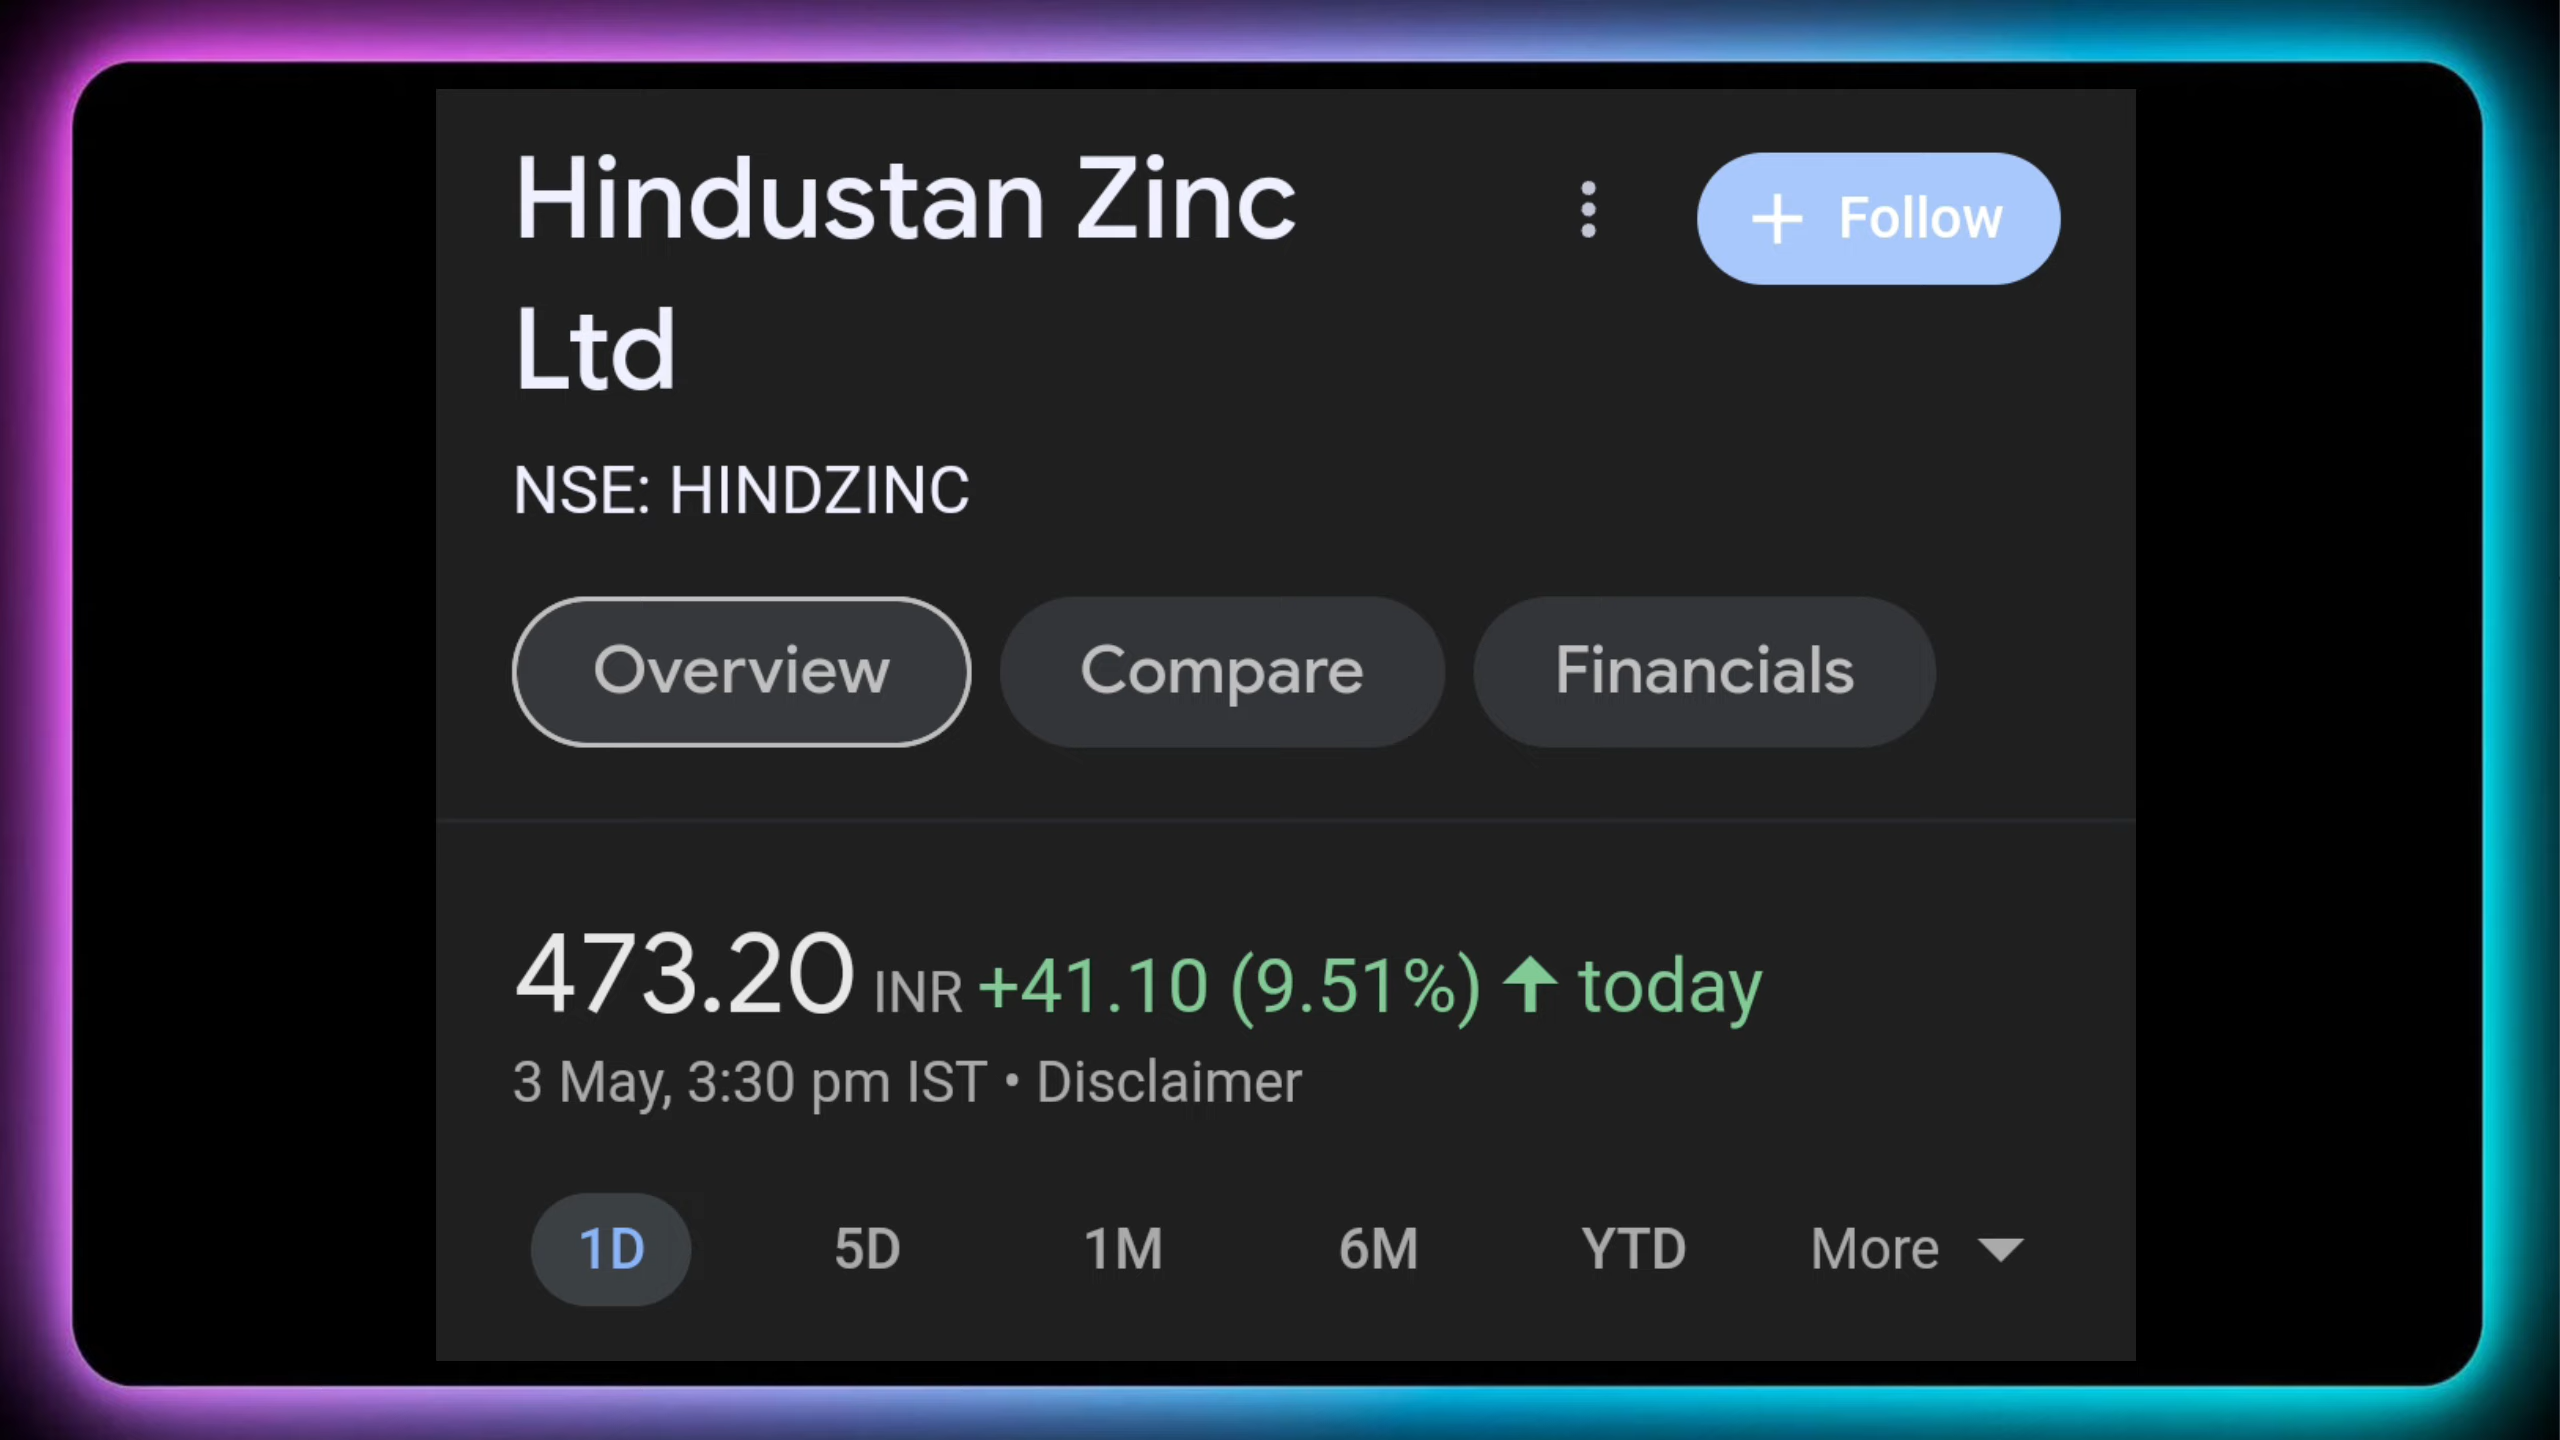 Hindustan Zinc
Ltd
+ Follow
NSE: HINDZINC
Overview Compare Financials
473.20 INR +41.10 (9.51%) ↑ today
3 May, 3:30 pm IST • Disclaimer
1D 5D 1M 6M YTD More